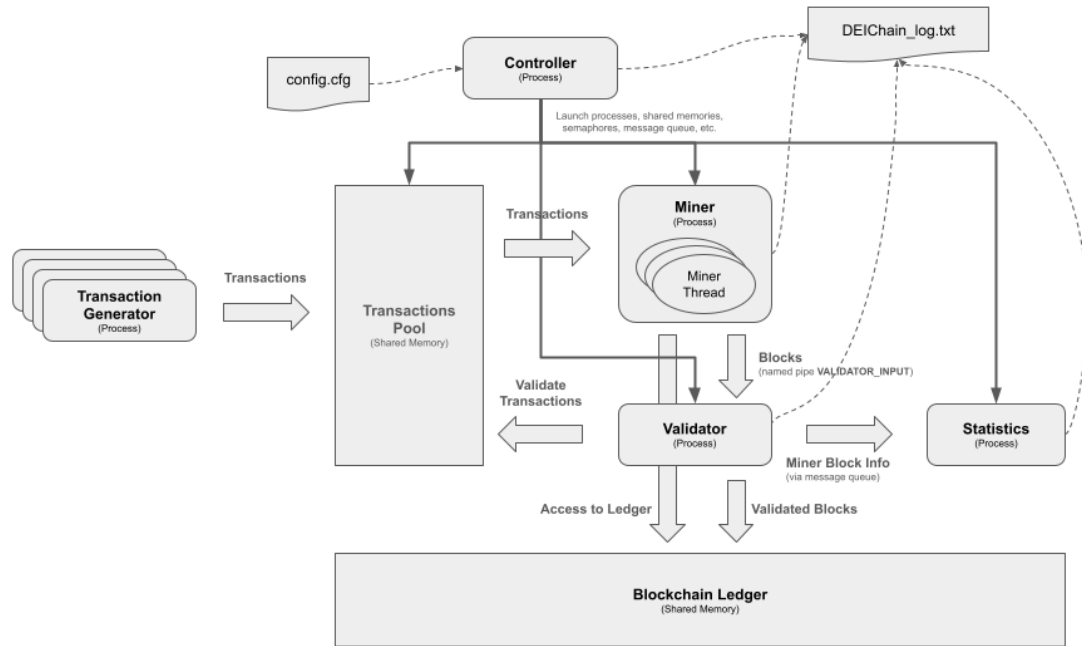 DEIChain_log.txt
Controller
(Process)
config.cfg
Launch processes, shared memories,
semaphores, message queue, etc.
Transactions
Miner
(Process)
Miner
Thread
Transactions
Transaction
Generator
(Process)
Transactions
Pool
(Shared Memory)
Blocks
(named pipe VALIDATOR_INPUT)
Validate
Transactions
Validator
(Process)
Statistics
(Process)
Miner Block Info
(via message queue)
Access to Ledger
Validated Blocks
Blockchain Ledger
(Shared Memory)